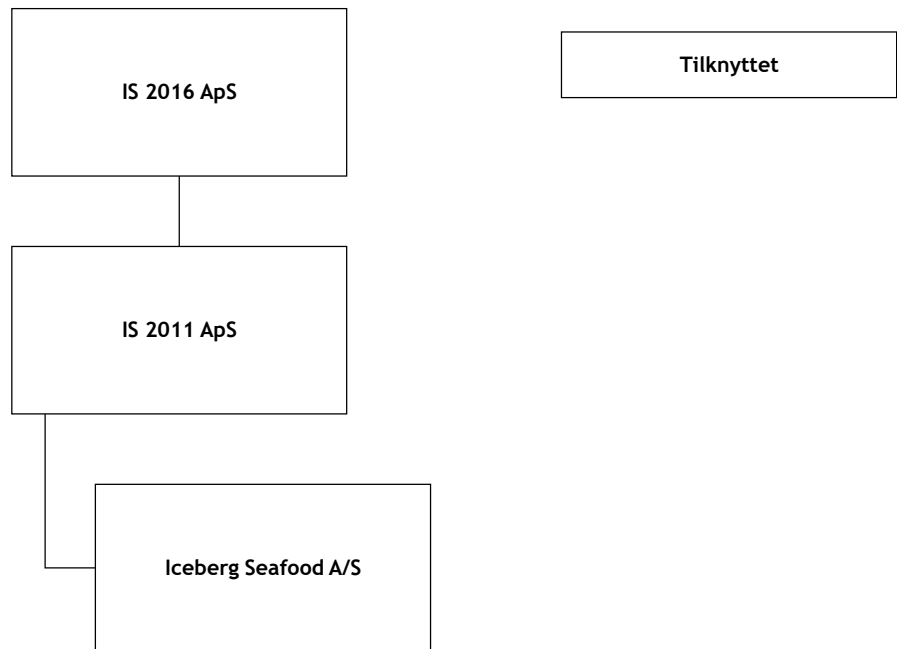 IS 2016 ApS
Tilknyttet
IS 2011 ApS
Iceberg Seafood A/S